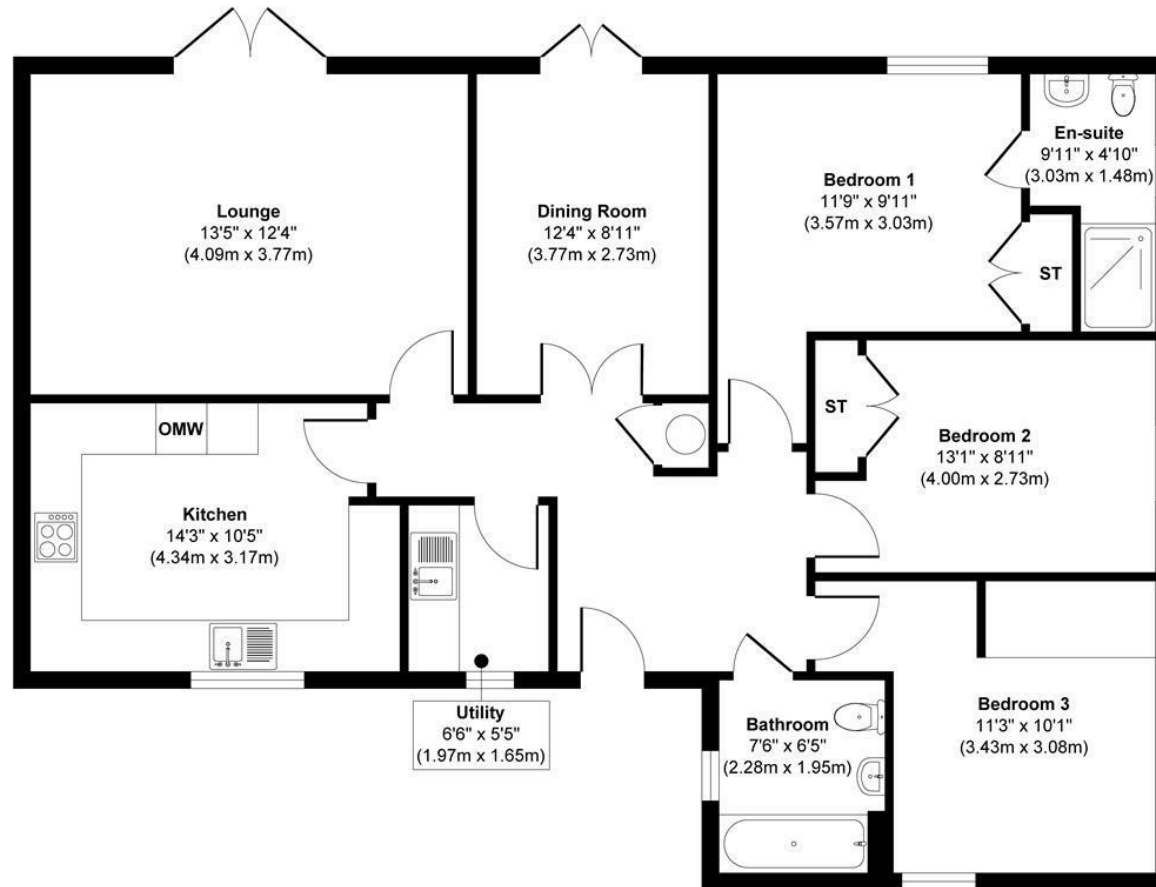 Lounge
13'5" x 12'4"
(4.09m x 3.77m)
Dining Room
12'4" x 8'11"
(3.77m x 2.73m)
Bedroom 1
11'9" x 9'11"
(3.57m x 3.03m)
En-suite
9'11" x 4'10"
(3.03m x 1.48m)
ST
ST
Bedroom 2
13'1" x 8'11"
(4.00m x 2.73m)
OMW
Kitchen
14'3" x 10'5"
(4.34m x 3.17m)
Utility
6'6" x 5'5"
(1.97m x 1.65m)
Bathroom
7'6" x 6'5"
(2.28m x 1.95m)
Bedroom 3
11'3" x 10'1"
(3.43m x 3.08m)